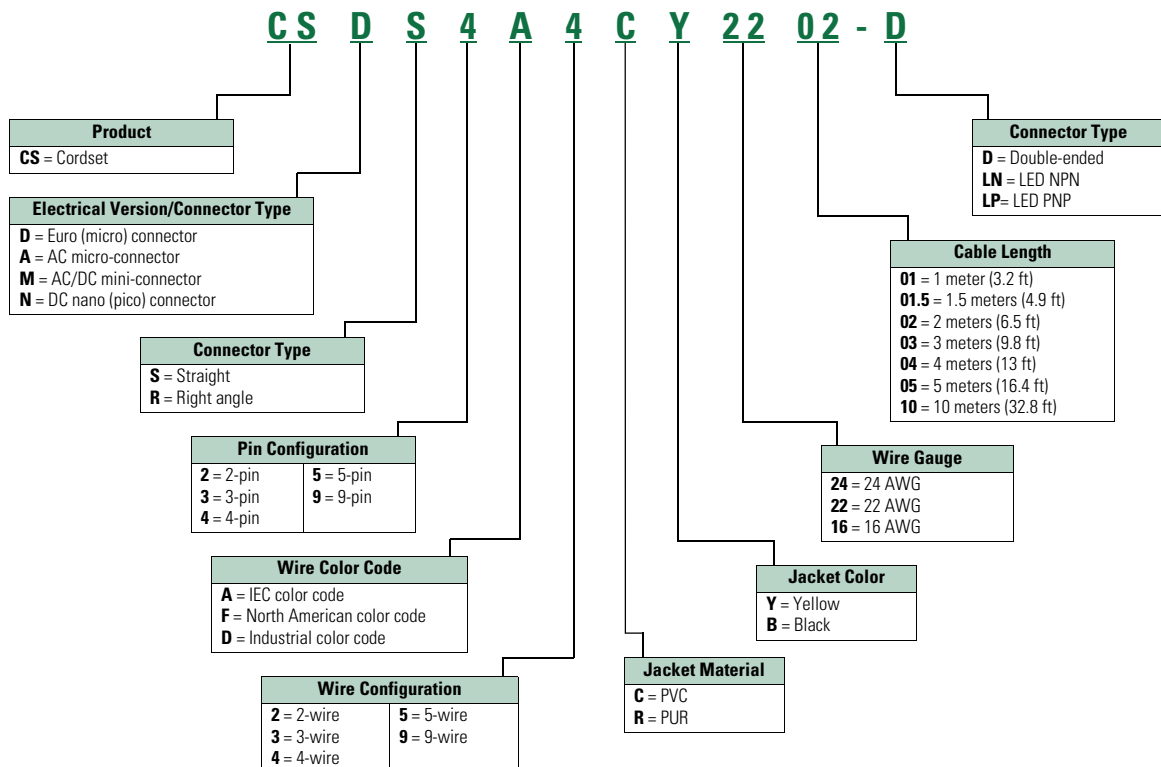 CS D S 4 A 4 C Y 22 02 - D
Product
CS = Cordset
Electrical Version/Connector Type
D = Euro (micro) connector
A = AC micro-connector
M = AC/DC mini-connector
N = DC nano (pico) connector
Connector Type
S = Straight
R = Right angle
Pin Configuration
2 = 2-pin
3 = 3-pin
4 = 4-pin
5 = 5-pin
9 = 9-pin
Wire Color Code
A = IEC color code
F = North American color code
D = Industrial color code
Wire Configuration
2 = 2-wire
3 = 3-wire
4 = 4-wire
5 = 5-wire
9 = 9-wire
Jacket Material
C = PVC
R = PUR
Jacket Color
Y = Yellow
B = Black
Wire Gauge
24 = 24 AWG
22 = 22 AWG
16 = 16 AWG
Cable Length
01 = 1 meter (3.2 ft)
01.5 = 1.5 meters (4.9 ft)
02 = 2 meters (6.5 ft)
03 = 3 meters (9.8 ft)
04 = 4 meters (13 ft)
05 = 5 meters (16.4 ft)
10 = 10 meters (32.8 ft)
Connector Type
D = Double-ended
LN = LED NPN
LP= LED PNP